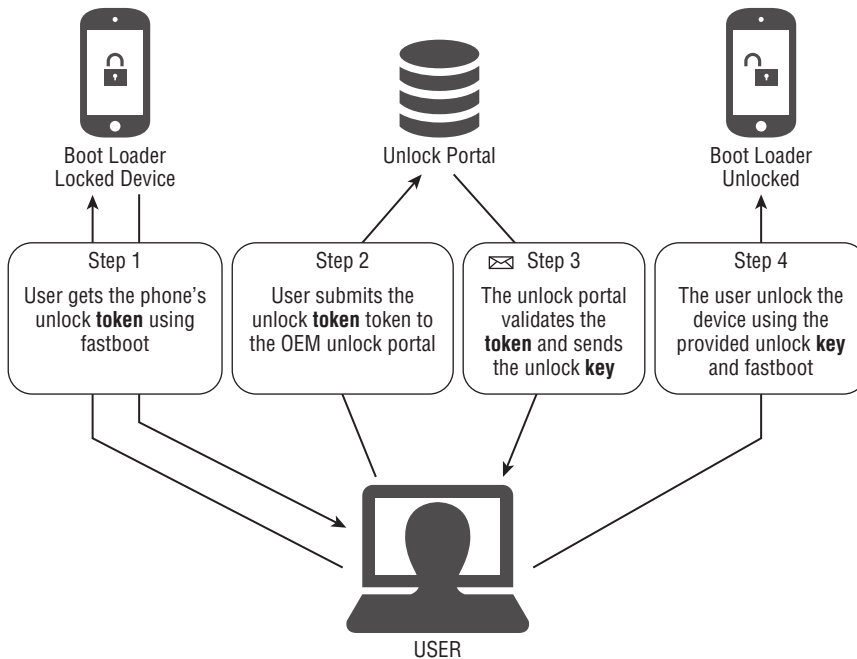 Boot Loader
Locked Device
Unlock Portal
Boot Loader
Unlocked
Step 1
User gets the phone's
unlock token using
fastboot
Step 2
User submits the
unlock token token to
the OEM unlock portal
Step 3
The unlock portal
validates the
token and sends
the unlock key
Step 4
The user unlock the
device using the
provided unlock key
and fastboot
USER